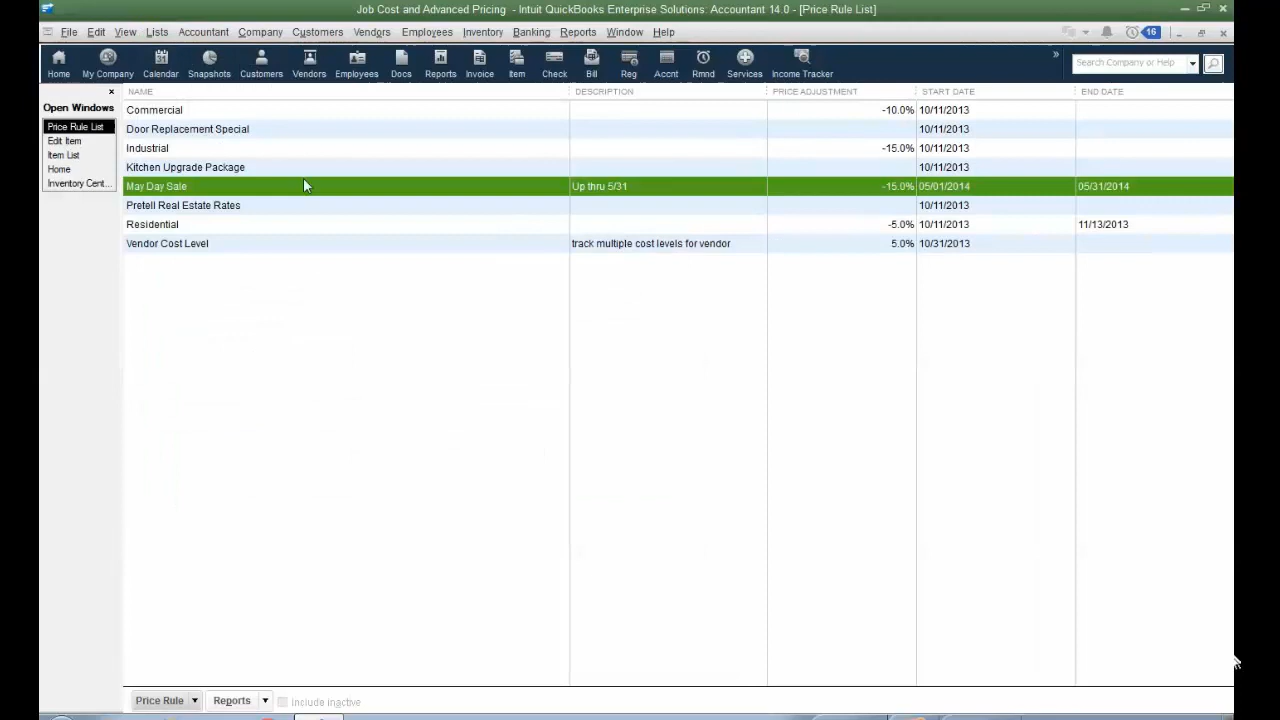 Job Cost and Advanced Pricing - Intuit QuickBooks Enterprise Solutions: Accountant 14.0 - [Price Rule List]
File Edit View Lists Accountant Company Customers Vendors Employees Inventory Banking Reports Window Help 16
Home My Company Calendar Snapshots Customers Vendors Employees Docs Reports Invoice Item Check Bill Reg Accnt Rmnd Services Income Tracker » Search Company or Help
Open Windows
Price Rule List
Edit Item
Item List
Home
Inventory Cent...
NAME DESCRIPTION PRICE ADJUSTMENT START DATE END DATE
Commercial -10.0% 10/11/2013
Door Replacement Special 10/11/2013
Industrial -15.0% 10/11/2013
Kitchen Upgrade Package 10/11/2013
May Day Sale Up thru 5/31 -15.0% 05/01/2014 05/31/2014
Pretell Real Estate Rates 10/11/2013
Residential -5.0% 10/11/2013 11/13/2013
Vendor Cost Level track multiple cost levels for vendor 5.0% 10/31/2013
Price Rule Reports Include inactive